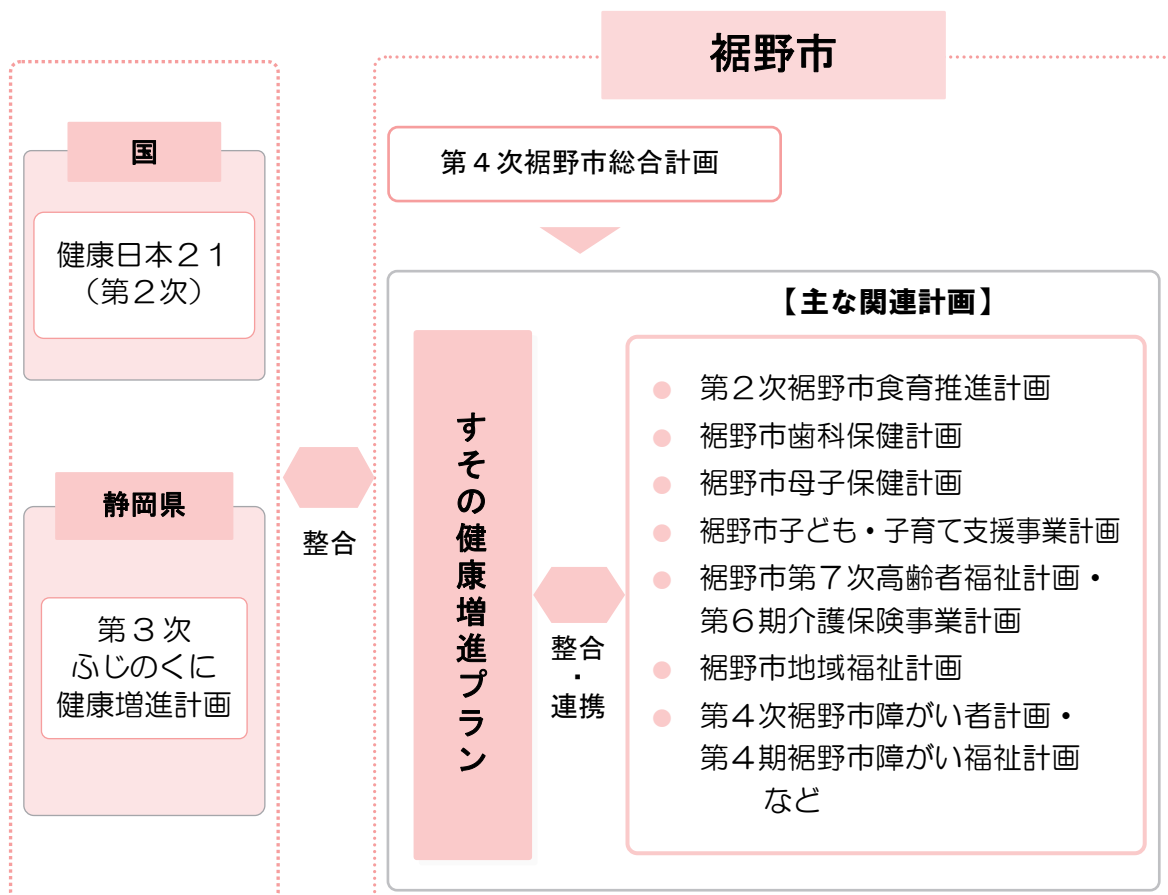 裾野市
国
健康日本２１
（第２次）
静岡県
第３次
ふじのくに
健康増進計画
整合
第４次裾野市総合計画
【主な関連計画】
すその健康増進プラン
整合
・
連携
● 第２次裾野市食育推進計画
● 裾野市歯科保健計画
● 裾野市母子保健計画
● 裾野市子ども・子育て支援事業計画
● 裾野市第７次高齢者福祉計画・
第６期介護保険事業計画
● 裾野市地域福祉計画
● 第４次裾野市障がい者計画・
第４期裾野市障がい福祉計画
など